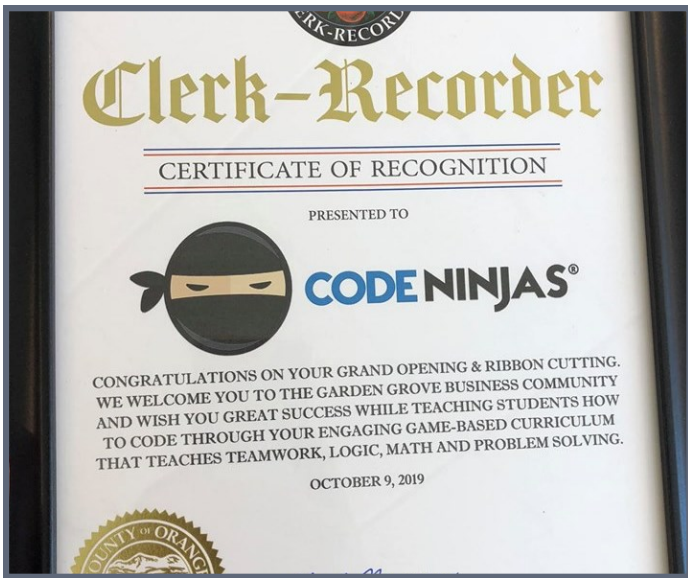 Clerk-Recorder
CERTIFICATE OF RECOGNITION
PRESENTED TO
CODE NINJAS®
CONGRATULATIONS ON YOUR GRAND OPENING & RIBBON CUTTING.
WE WELCOME YOU TO THE GARDEN GROVE BUSINESS COMMUNITY
AND WISH YOU GREAT SUCCESS WHILE TEACHING STUDENTS HOW
TO CODE THROUGH YOUR ENGAGING GAME-BASED CURRICULUM
THAT TEACHES TEAMWORK, LOGIC, MATH AND PROBLEM SOLVING.
OCTOBER 9, 2019
COUNTY OF ORANGE